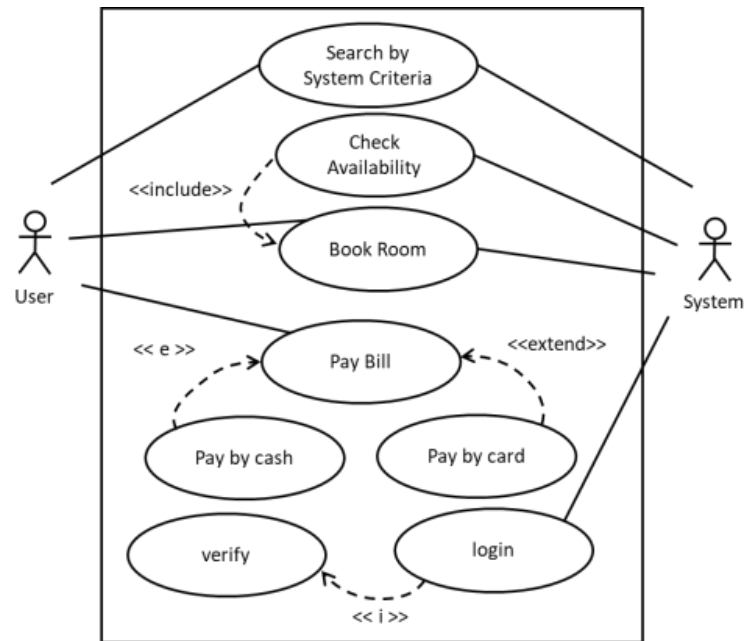 Search by
System Criteria
Check
Availability
<<include>>
Book Room
User
System
<< e >>
Pay Bill
<<extend>>
Pay by cash
Pay by card
verify
login
<< i >>